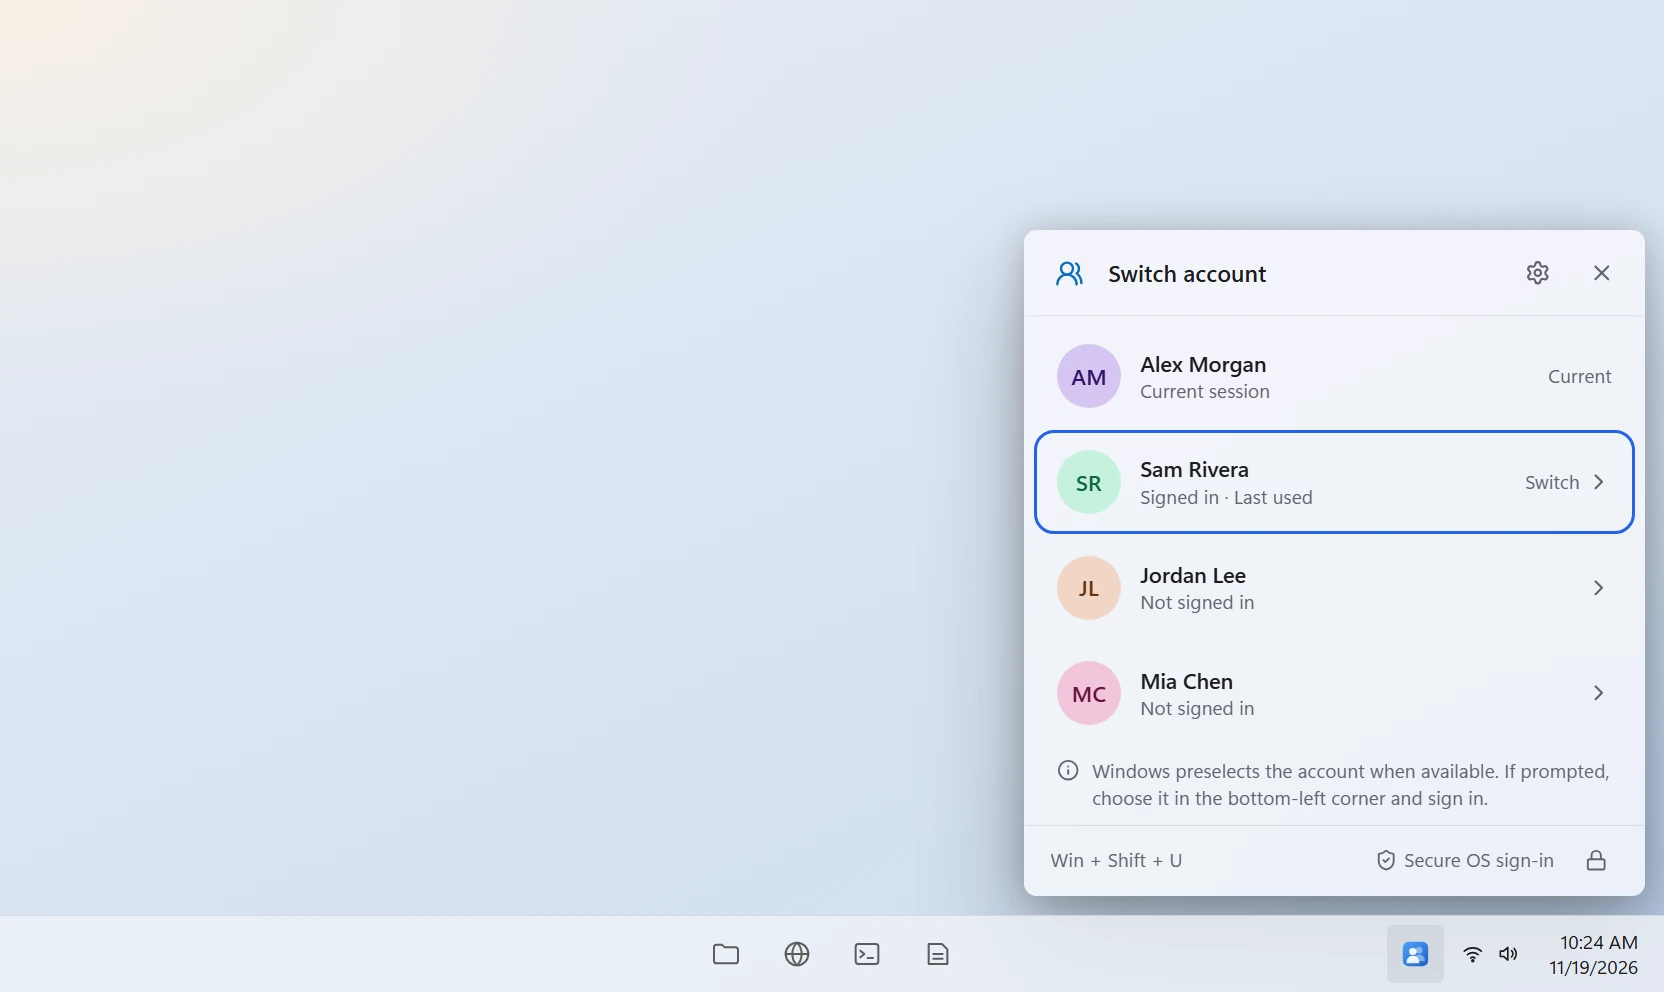 Switch account
AM
Alex Morgan
Current session
Current
SR
Sam Rivera
Signed in · Last used
Switch
JL
Jordan Lee
Not signed in
MC
Mia Chen
Not signed in
Windows preselects the account when available. If prompted,
choose it in the bottom-left corner and sign in.
Win + Shift + U
Secure OS sign-in
10:24 AM
11/19/2026